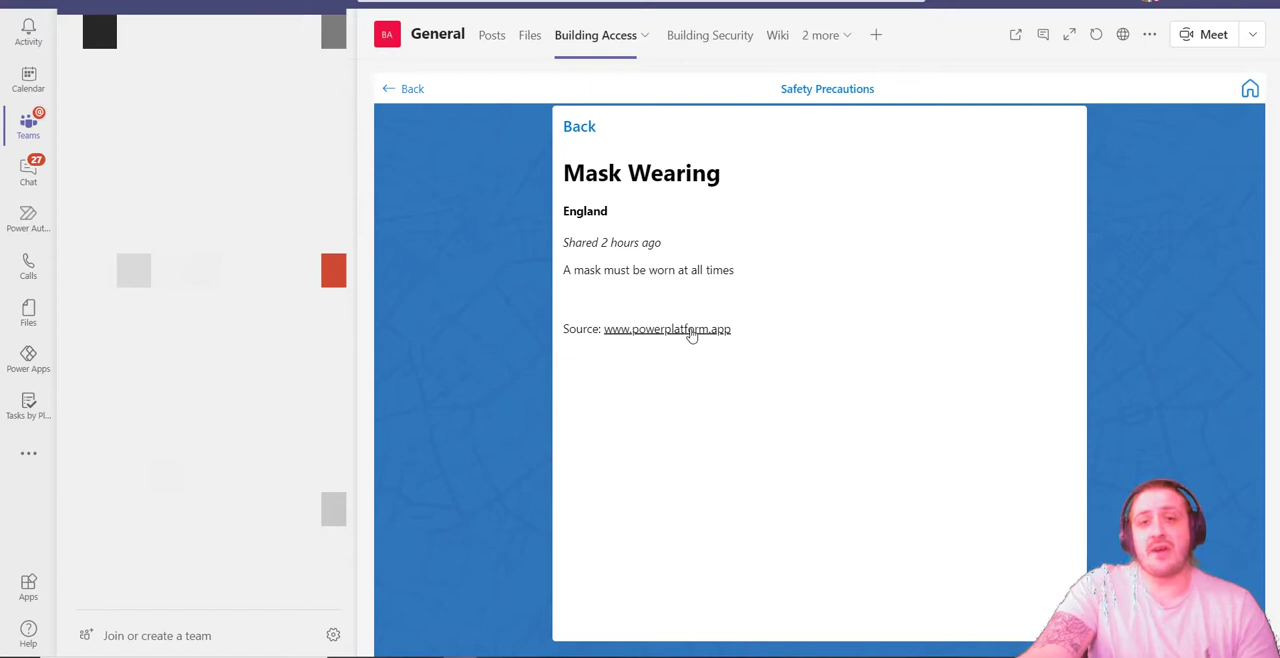 Activity
Calendar
@
Teams
27
Chat
Power Aut...
Calls
Files
Power Apps
Tasks by Pl...
Apps
Help
Join or create a team
BA
General
Posts
Files
Building Access
Building Security
Wiki
2 more
Meet
Back
Safety Precautions
Back
Mask Wearing
England
Shared 2 hours ago
A mask must be worn at all times
Source: www.powerplatform.app